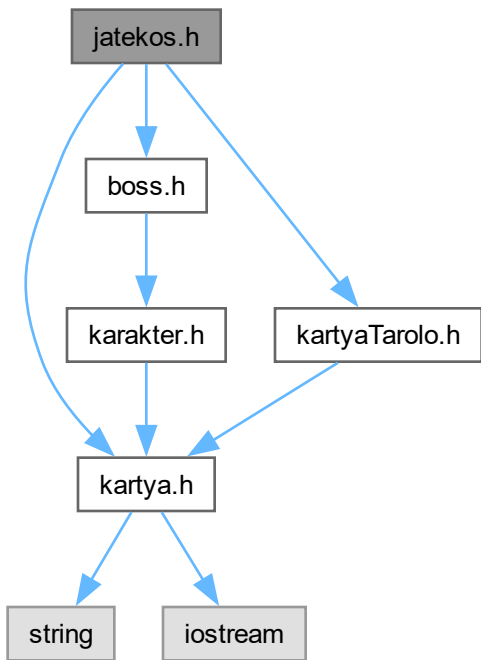 jatekos.h
boss.h
karakter.h
kartyaTarolo.h
kartya.h
string
iostream